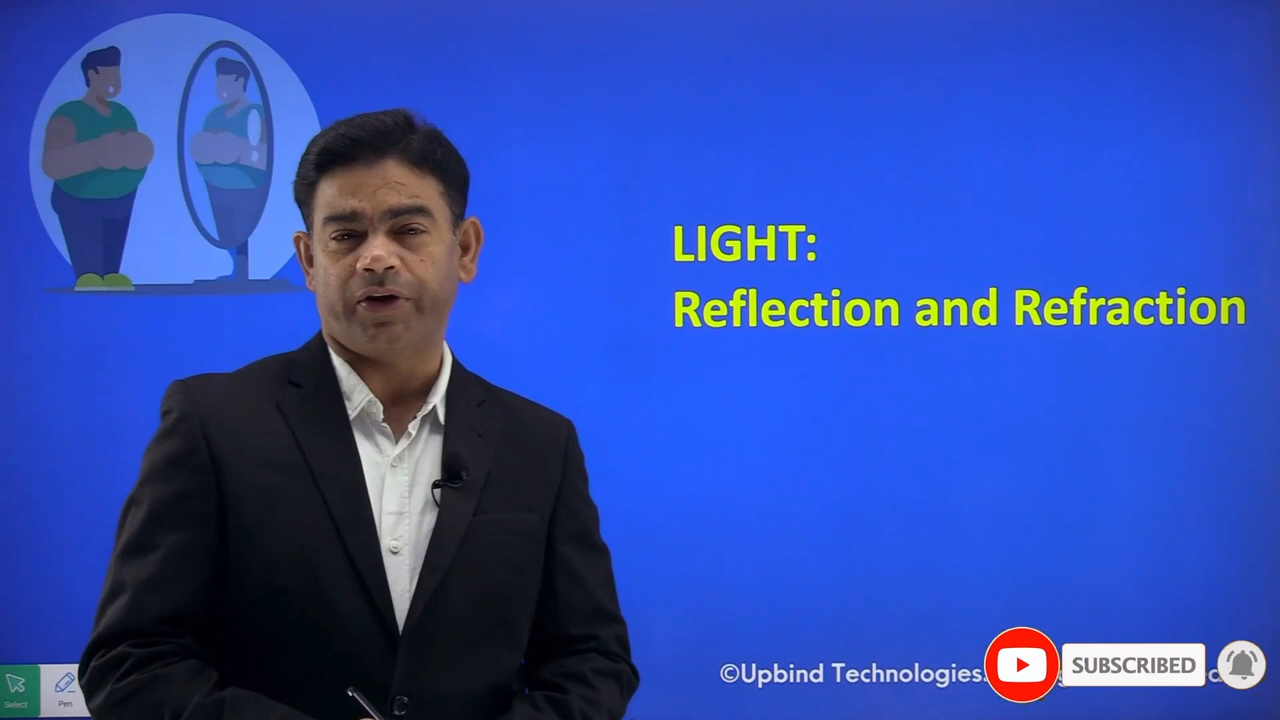 LIGHT:
Reflection and Refraction
Select
Pen
©Upbind Technologies.
SUBSCRIBED